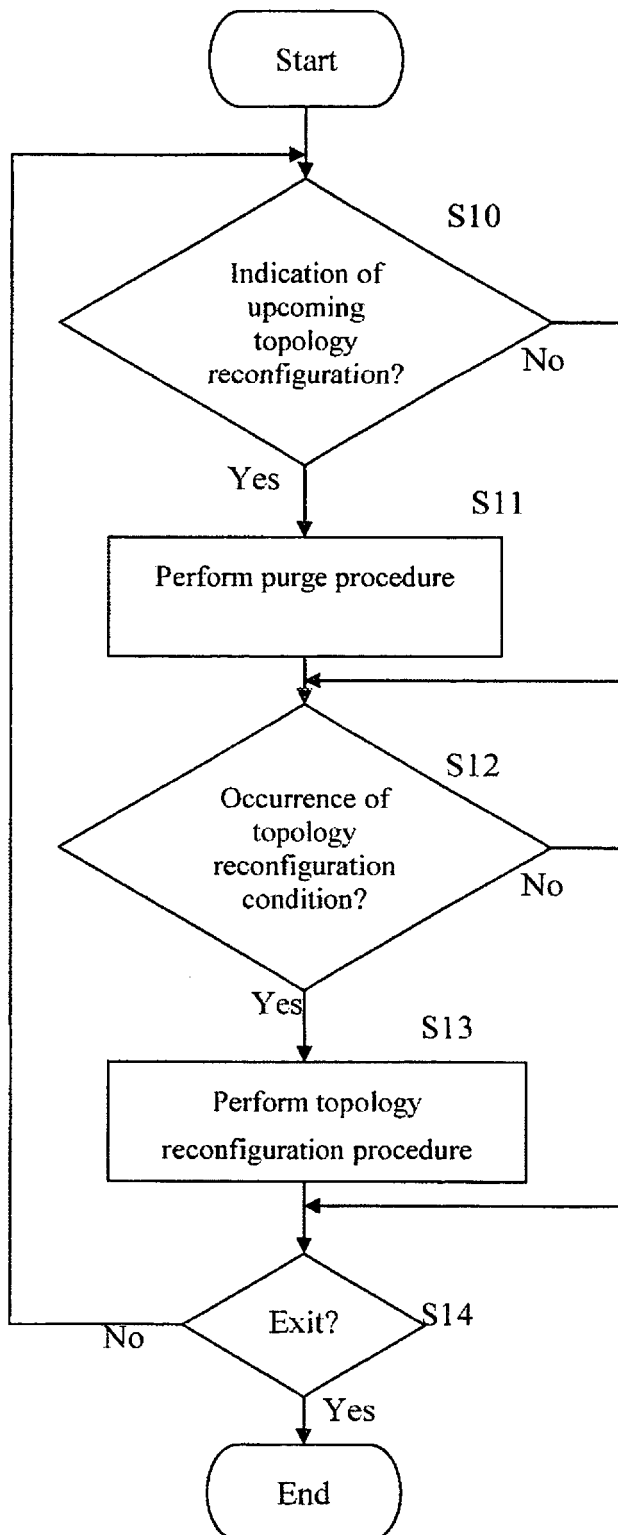 Start
S10
Indication of
upcoming
topology
reconfiguration?
No
Yes
S11
Perform purge procedure
S12
Occurrence of
topology
reconfiguration
condition?
No
Yes
S13
Perform topology
reconfiguration procedure
Exit?
S14
No
Yes
End